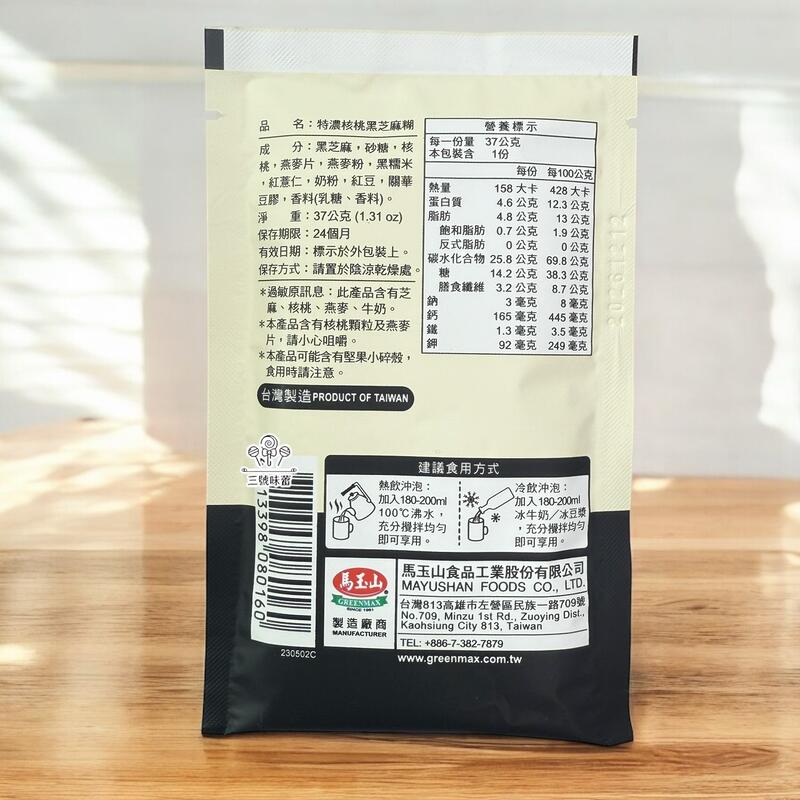 品　　名：特濃核桃黑芝麻糊
成　　分：黑芝麻，砂糖，核
桃，燕麥片，燕麥粉，黑糯米
，紅薏仁，奶粉，紅豆，關華
豆膠，香料(乳糖、香料)。
淨　　重：37公克 (1.31 oz)
保存期限：24個月
有效日期：標示於外包裝上。
保存方式：請置於陰涼乾燥處。
＊過敏原訊息：此產品含有芝
麻、核桃、燕麥、牛奶。
＊本產品含有核桃顆粒及燕麥
片，請小心咀嚼。
＊本產品可能含有堅果小碎殼，
食用時請注意。
台灣製造 PRODUCT OF TAIWAN
營養標示
每一份量　37公克
本包裝含　1份
每份　每100公克
熱量　158 大卡　428 大卡
蛋白質　4.6 公克　12.3 公克
脂肪　4.8 公克　13 公克
飽和脂肪　0.7 公克　1.9 公克
反式脂肪　0 公克　0 公克
碳水化合物　25.8 公克　69.8 公克
糖　14.2 公克　38.3 公克
膳食纖維　3.2 公克　8.7 公克
鈉　3 毫克　8 毫克
鈣　165 毫克　445 毫克
鐵　1.3 毫克　3.5 毫克
鉀　92 毫克　249 毫克
20261212
三號味蕾
13398 080160
230502C
建議食用方式
熱飲沖泡：
加入180-200ml
100℃沸水，
充分攪拌均勻
即可享用。
冷飲沖泡：
加入180-200ml
冰牛奶／冰豆漿
，充分攪拌均勻
即可享用。
馬玉山
GREENMAX
SINCE 1951
製造廠商
MANUFACTURER
馬玉山食品工業股份有限公司
MAYUSHAN FOODS CO., LTD.
台灣813高雄市左營區民族一路709號
No.709, Minzu 1st Rd., Zuoying Dist.,
Kaohsiung City 813, Taiwan
TEL: +886-7-382-7879
www.greenmax.com.tw